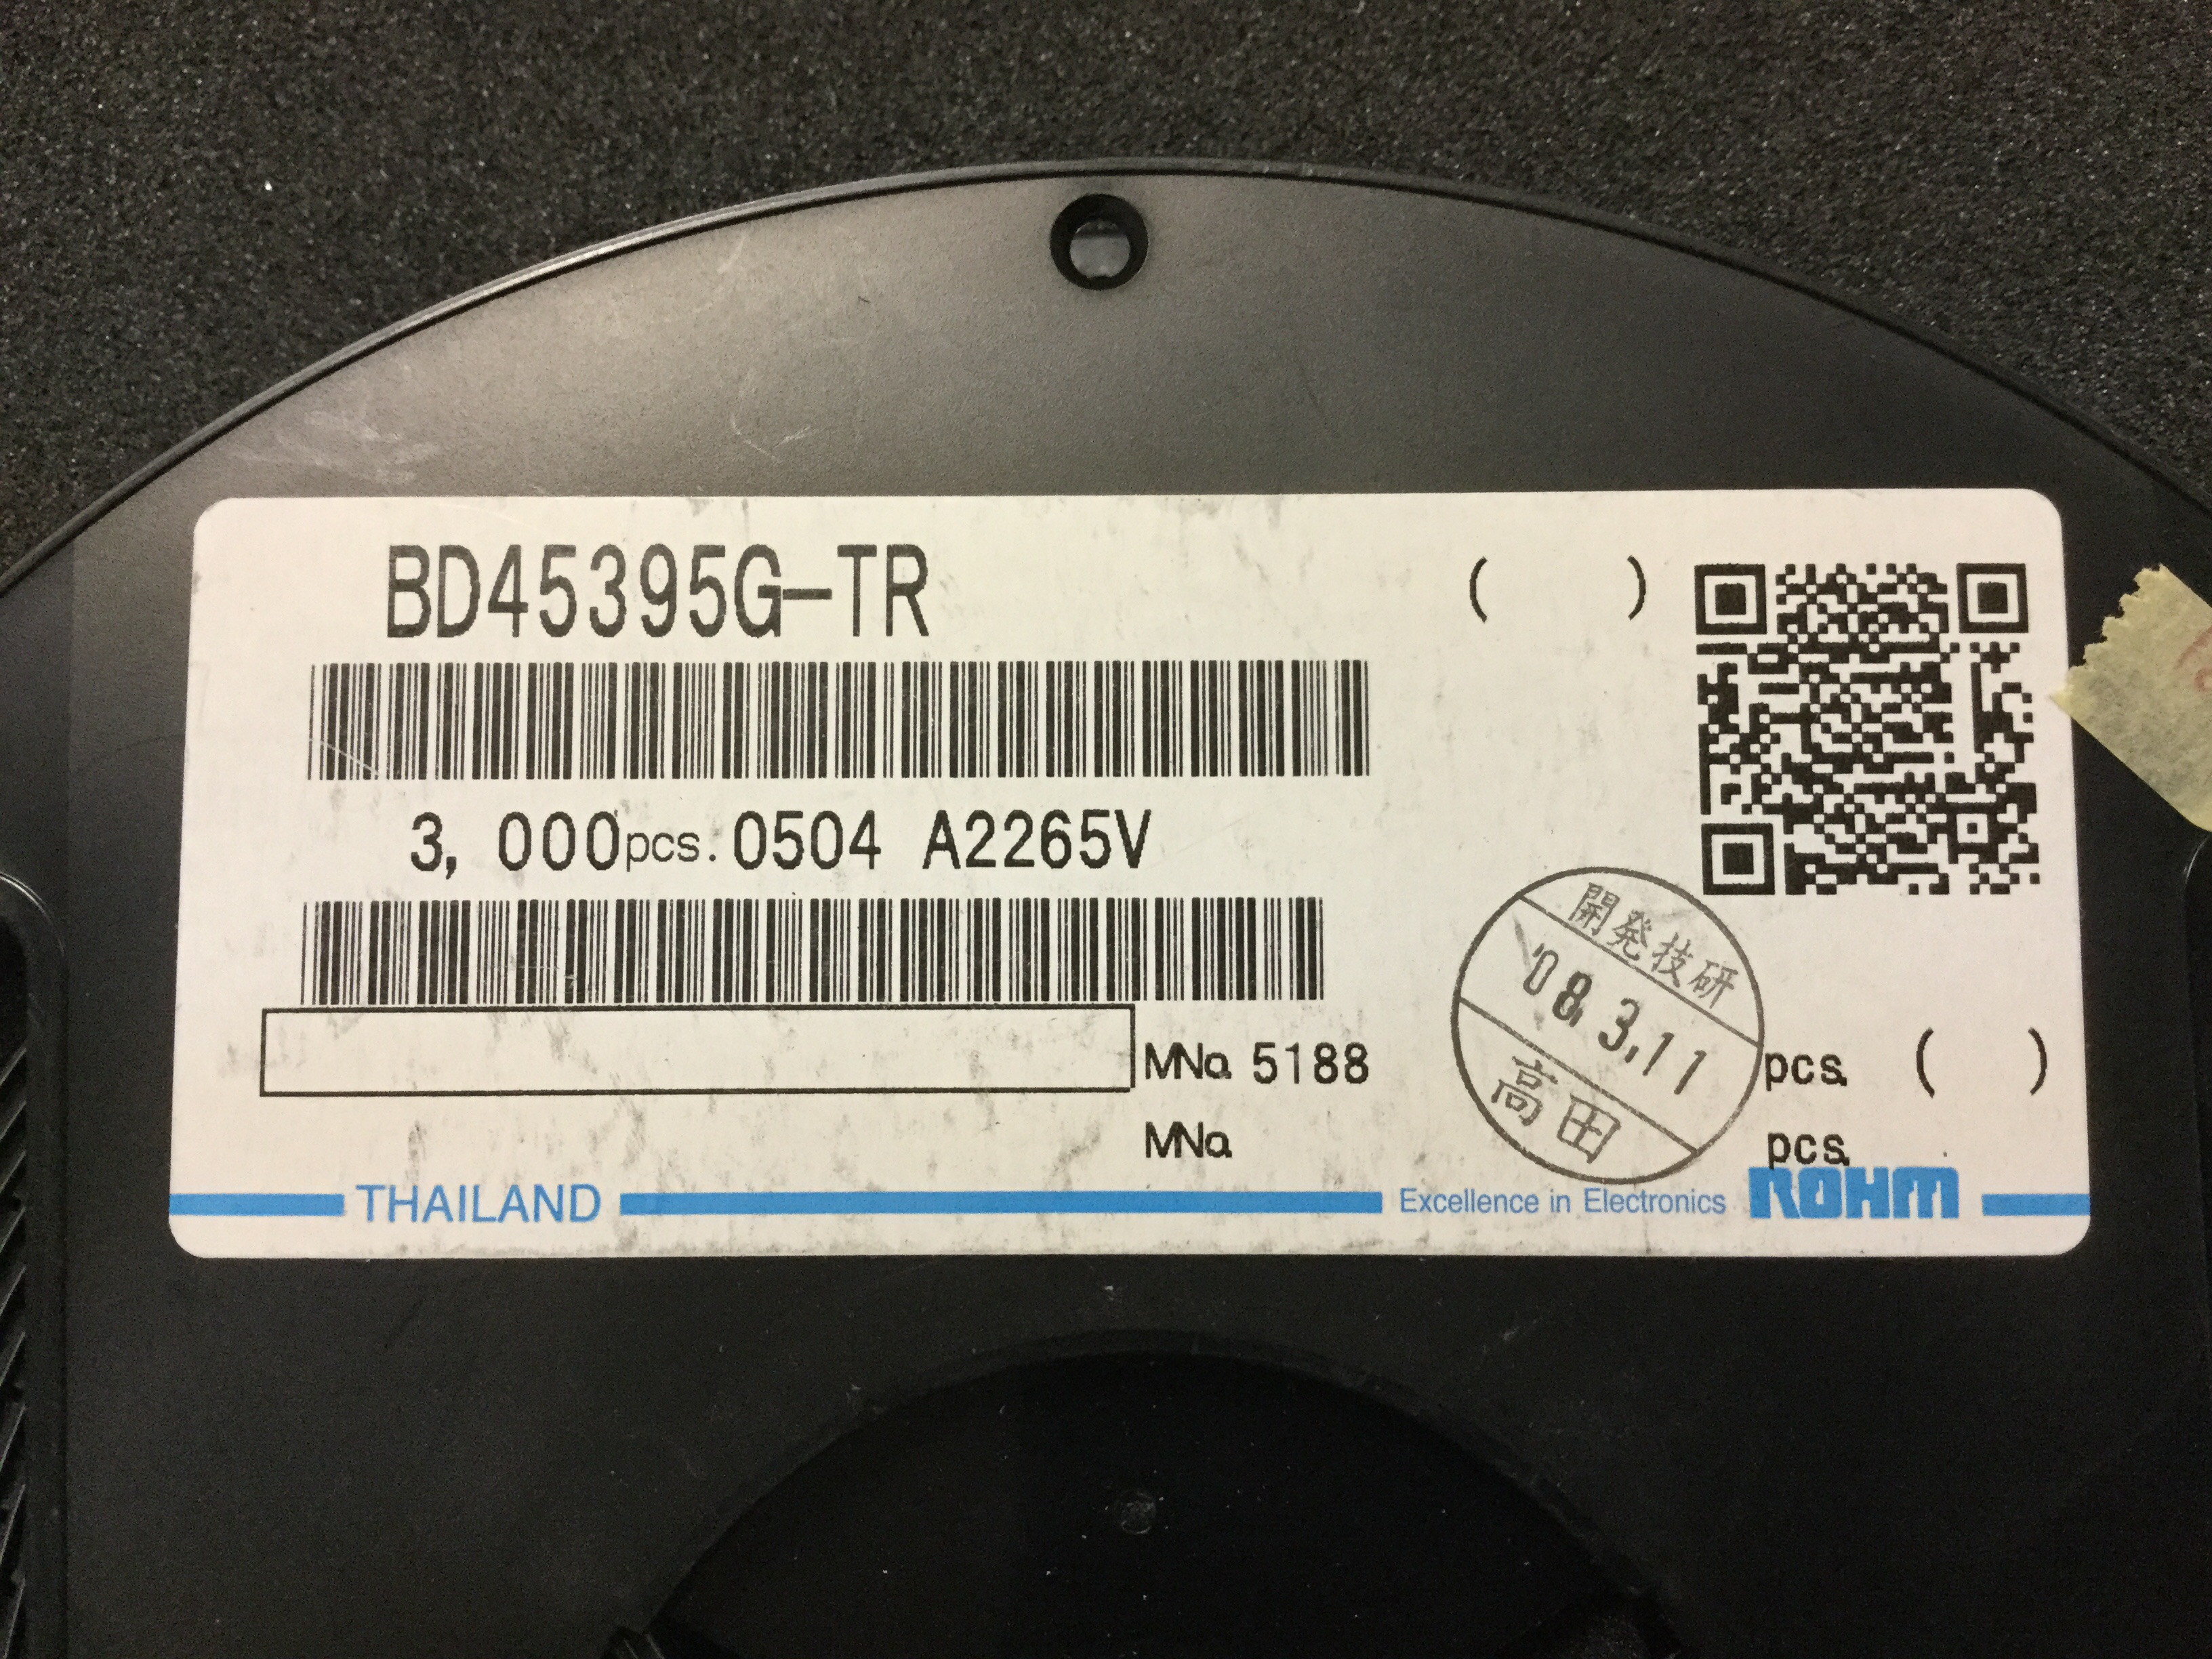 BD45395G-TR ( )
3,000pcs. 0504 A2265V
開発技研
'08.3.11
高田
MNo. 5188 pcs. ( )
MNo. pcs.
THAILAND Excellence in Electronics ROHM